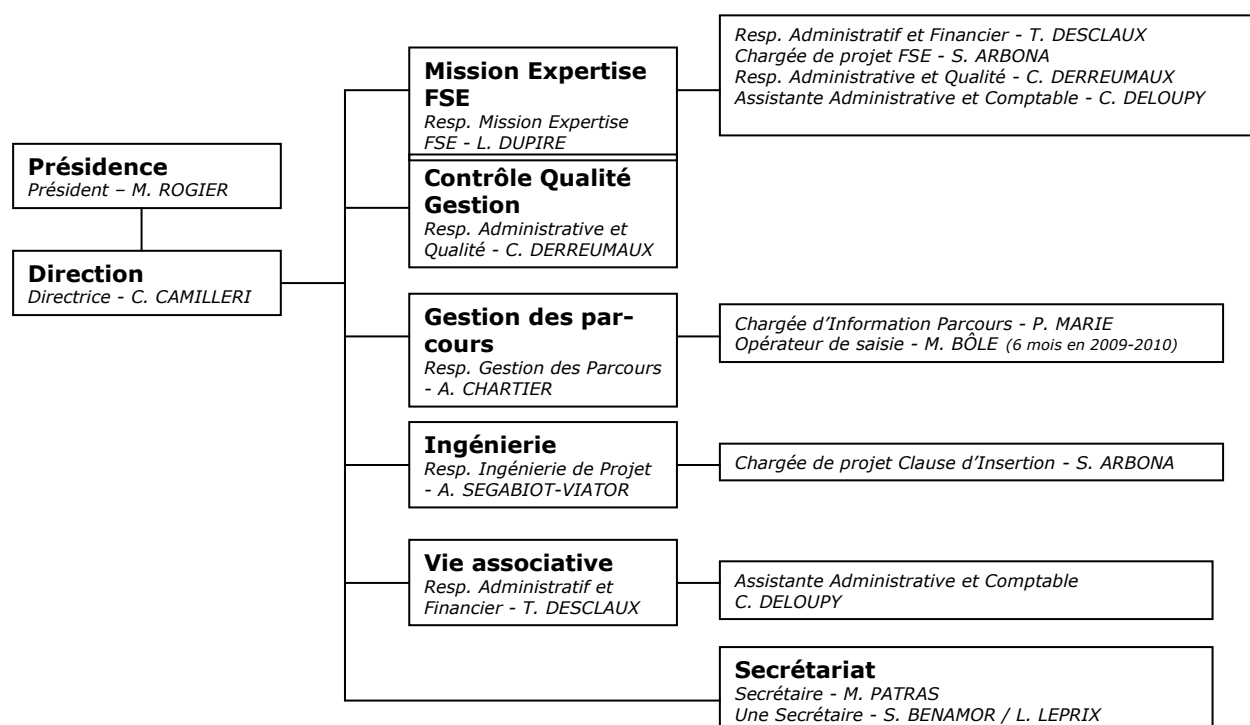 Présidence
Président – M. ROGIER
Direction
Directrice - C. CAMILLERI
Mission Expertise
FSE
Resp. Mission Expertise
FSE - L. DUPIRE
Resp. Administratif et Financier - T. DESCLAUX
Chargée de projet FSE - S. ARBONA
Resp. Administrative et Qualité - C. DERREUMAUX
Assistante Administrative et Comptable - C. DELOUPY
Contrôle Qualité
Gestion
Resp. Administrative et
Qualité - C. DERREUMAUX
Gestion des par-
cours
Resp. Gestion des Parcours
- A. CHARTIER
Chargée d’Information Parcours - P. MARIE
Opérateur de saisie - M. BÔLE (6 mois en 2009-2010)
Ingénierie
Resp. Ingénierie de Projet
- A. SEGABIOT-VIATOR
Chargée de projet Clause d’Insertion - S. ARBONA
Vie associative
Resp. Administratif et
Financier - T. DESCLAUX
Assistante Administrative et Comptable
C. DELOUPY
Secrétariat
Secrétaire - M. PATRAS
Une Secrétaire - S. BENAMOR / L. LEPRIX